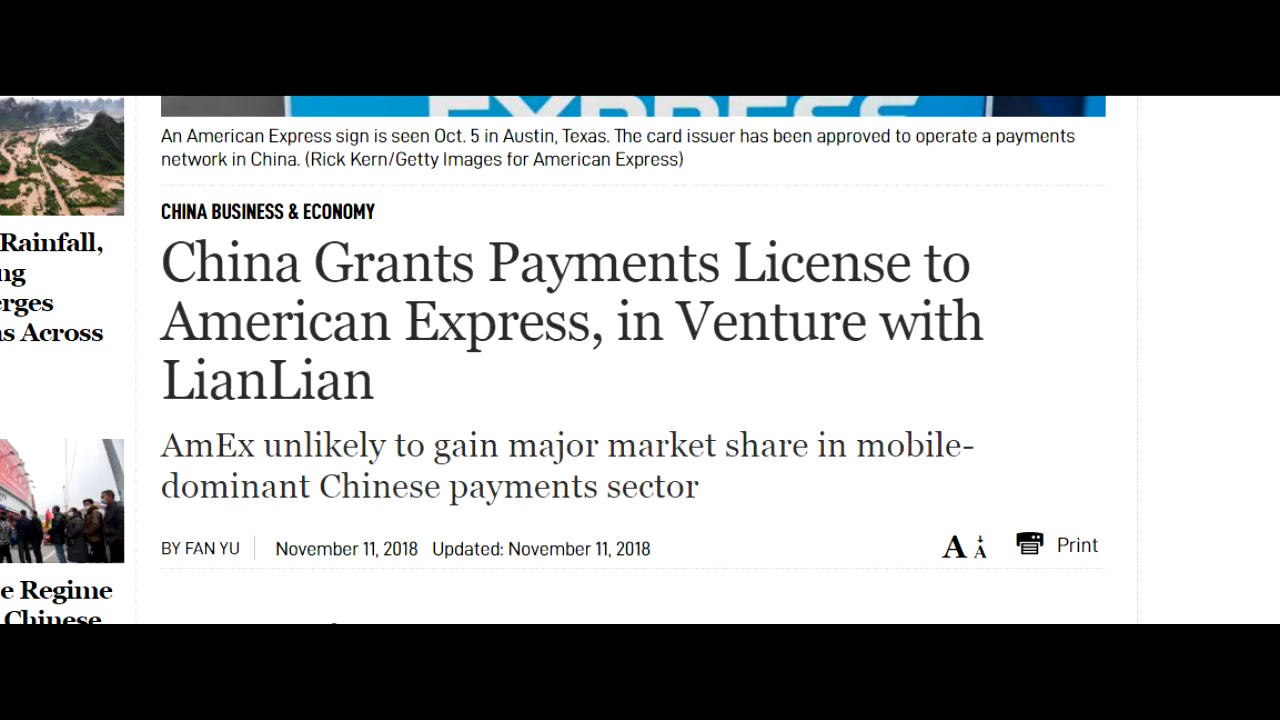 EXPRESS
An American Express sign is seen Oct. 5 in Austin, Texas. The card issuer has been approved to operate a payments
network in China. (Rick Kern/Getty Images for American Express)
CHINA BUSINESS & ECONOMY
China Grants Payments License to
American Express, in Venture with
LianLian
AmEx unlikely to gain major market share in mobile-
dominant Chinese payments sector
BY FAN YU
November 11, 2018 Updated: November 11, 2018
A A Print
Rainfall,
ng
erges
s Across
e Regime
Chinese